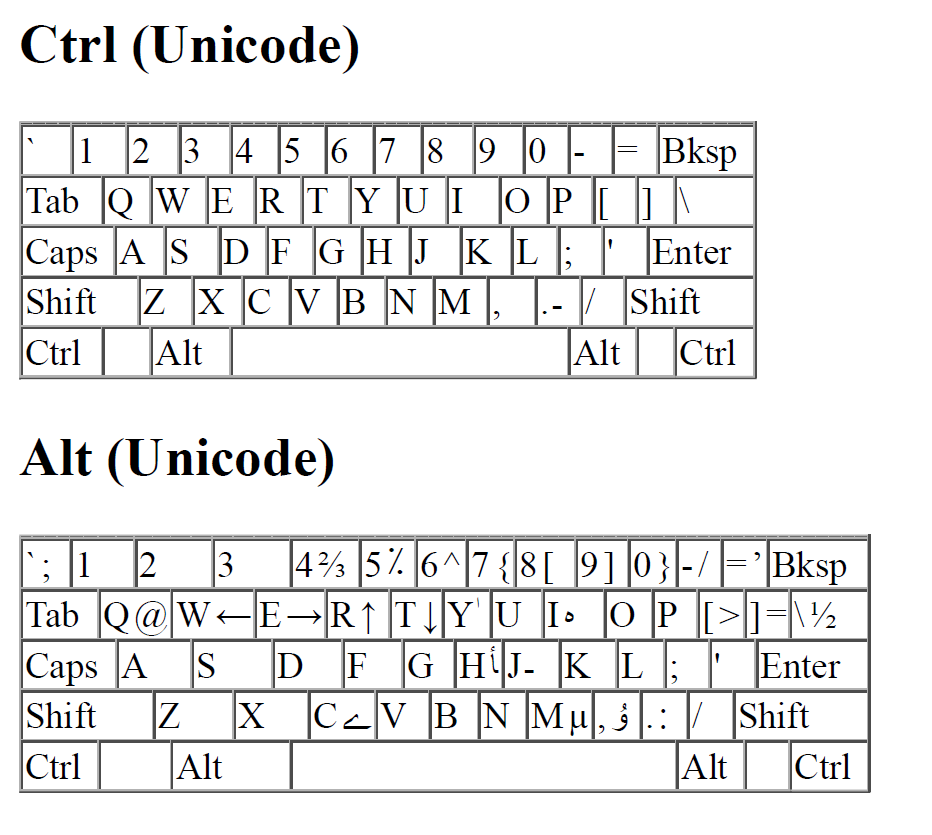 Ctrl (Unicode)
` 1 2 3 4 5 6 7 8 9 0 - = Bksp
Tab Q W E R T Y U I O P [ ] \
Caps A S D F G H J K L ; ' Enter
Shift Z X C V B N M , .- / Shift
Ctrl Alt Alt Ctrl
Alt (Unicode)
`; 1 2 3 4⅔ 5٪ 6^ 7{ 8[ 9] 0} -/ =’ Bksp
Tab Q@ W← E→ R↑ T↓ Y' U Iہ O P [> ]= \½
Caps A S D F G Hأ J- K L ; ' Enter
Shift Z X Cے V B N Mµ ,ؤ .: / Shift
Ctrl Alt Alt Ctrl